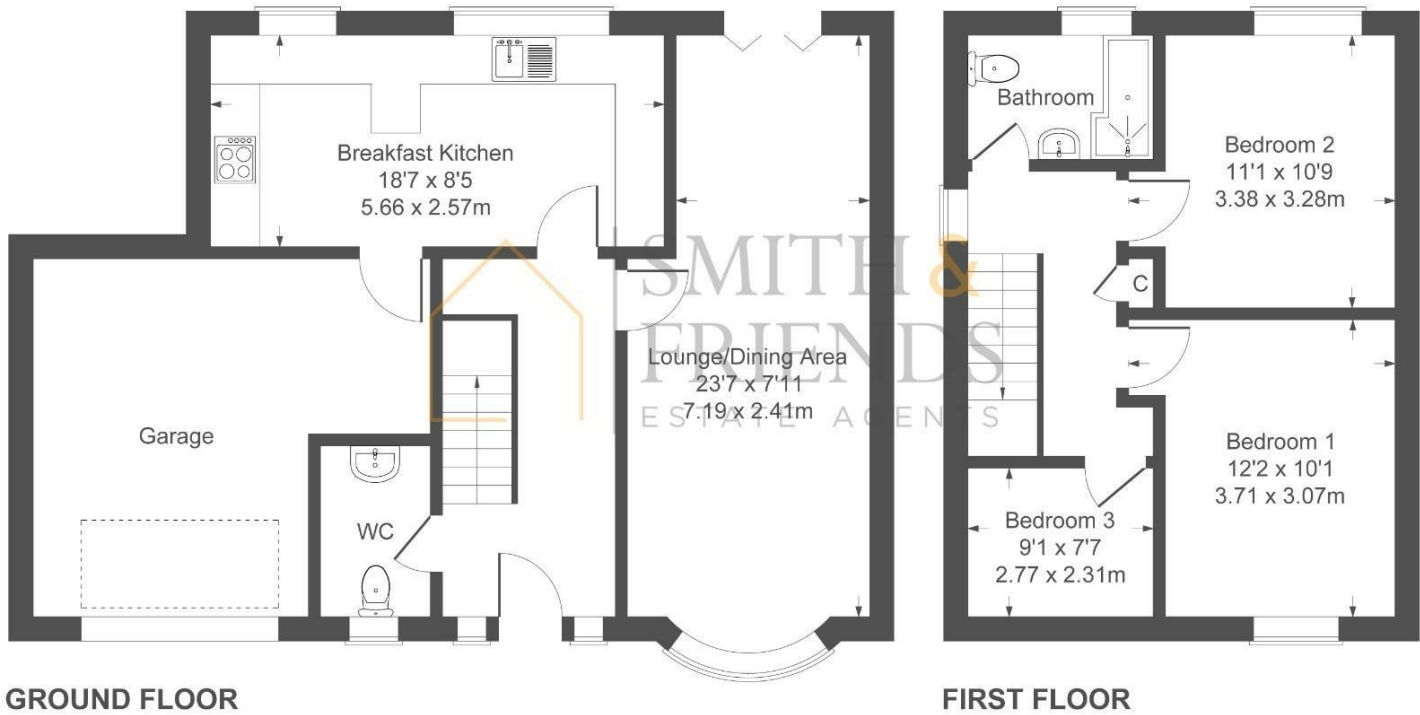 Breakfast Kitchen
18'7 x 8'5
5.66 x 2.57m
Garage
WC
SMITH &
FRIENDS
ESTATE AGENTS
Lounge/Dining Area
23'7 x 7'11
7.19 x 2.41m
GROUND FLOOR
Bathroom
Bedroom 2
11'1 x 10'9
3.38 x 3.28m
C
Bedroom 1
12'2 x 10'1
3.71 x 3.07m
Bedroom 3
9'1 x 7'7
2.77 x 2.31m
FIRST FLOOR